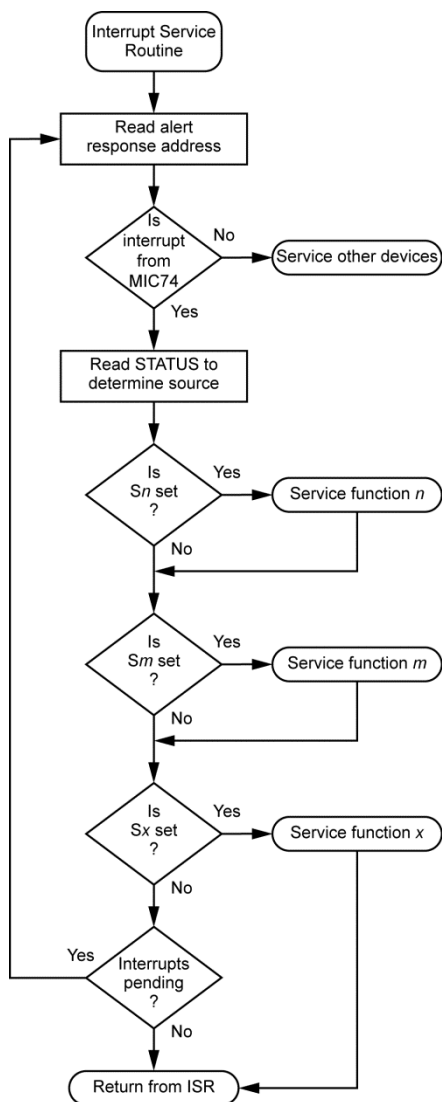 Interrupt Service
Routine
Read alert
response address
Is
interrupt
from
MIC74
No
Service other devices
Yes
Read STATUS to
determine source
Is
Sn set
?
Yes
Service function n
No
Is
Sm set
?
Yes
Service function m
No
Is
Sx set
?
Yes
Service function x
No
Yes
Interrupts
pending
?
No
Return from ISR